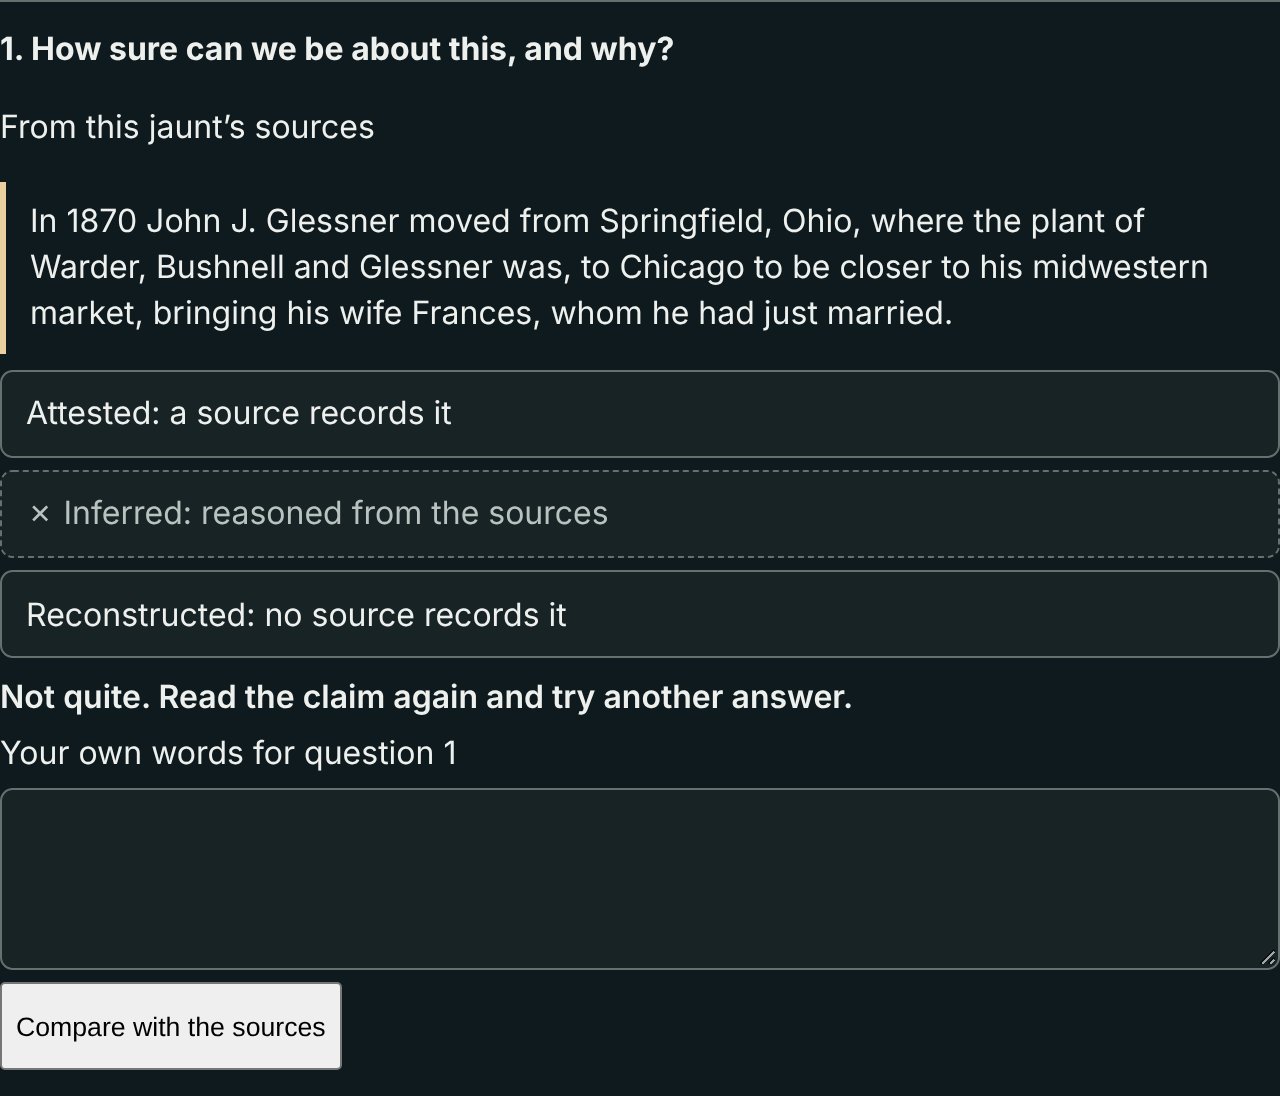 1. How sure can we be about this, and why?
From this jaunt’s sources
In 1870 John J. Glessner moved from Springfield, Ohio, where the plant of
Warder, Bushnell and Glessner was, to Chicago to be closer to his midwestern
market, bringing his wife Frances, whom he had just married.
Attested: a source records it
× Inferred: reasoned from the sources
Reconstructed: no source records it
Not quite. Read the claim again and try another answer.
Your own words for question 1
Compare with the sources